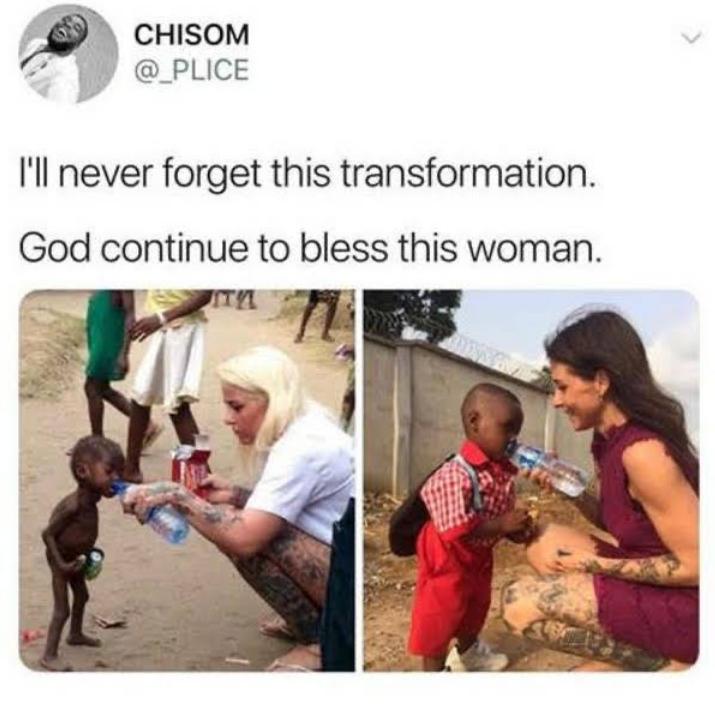 CHISOM
@_PLICE
I'll never forget this transformation.
God continue to bless this woman.